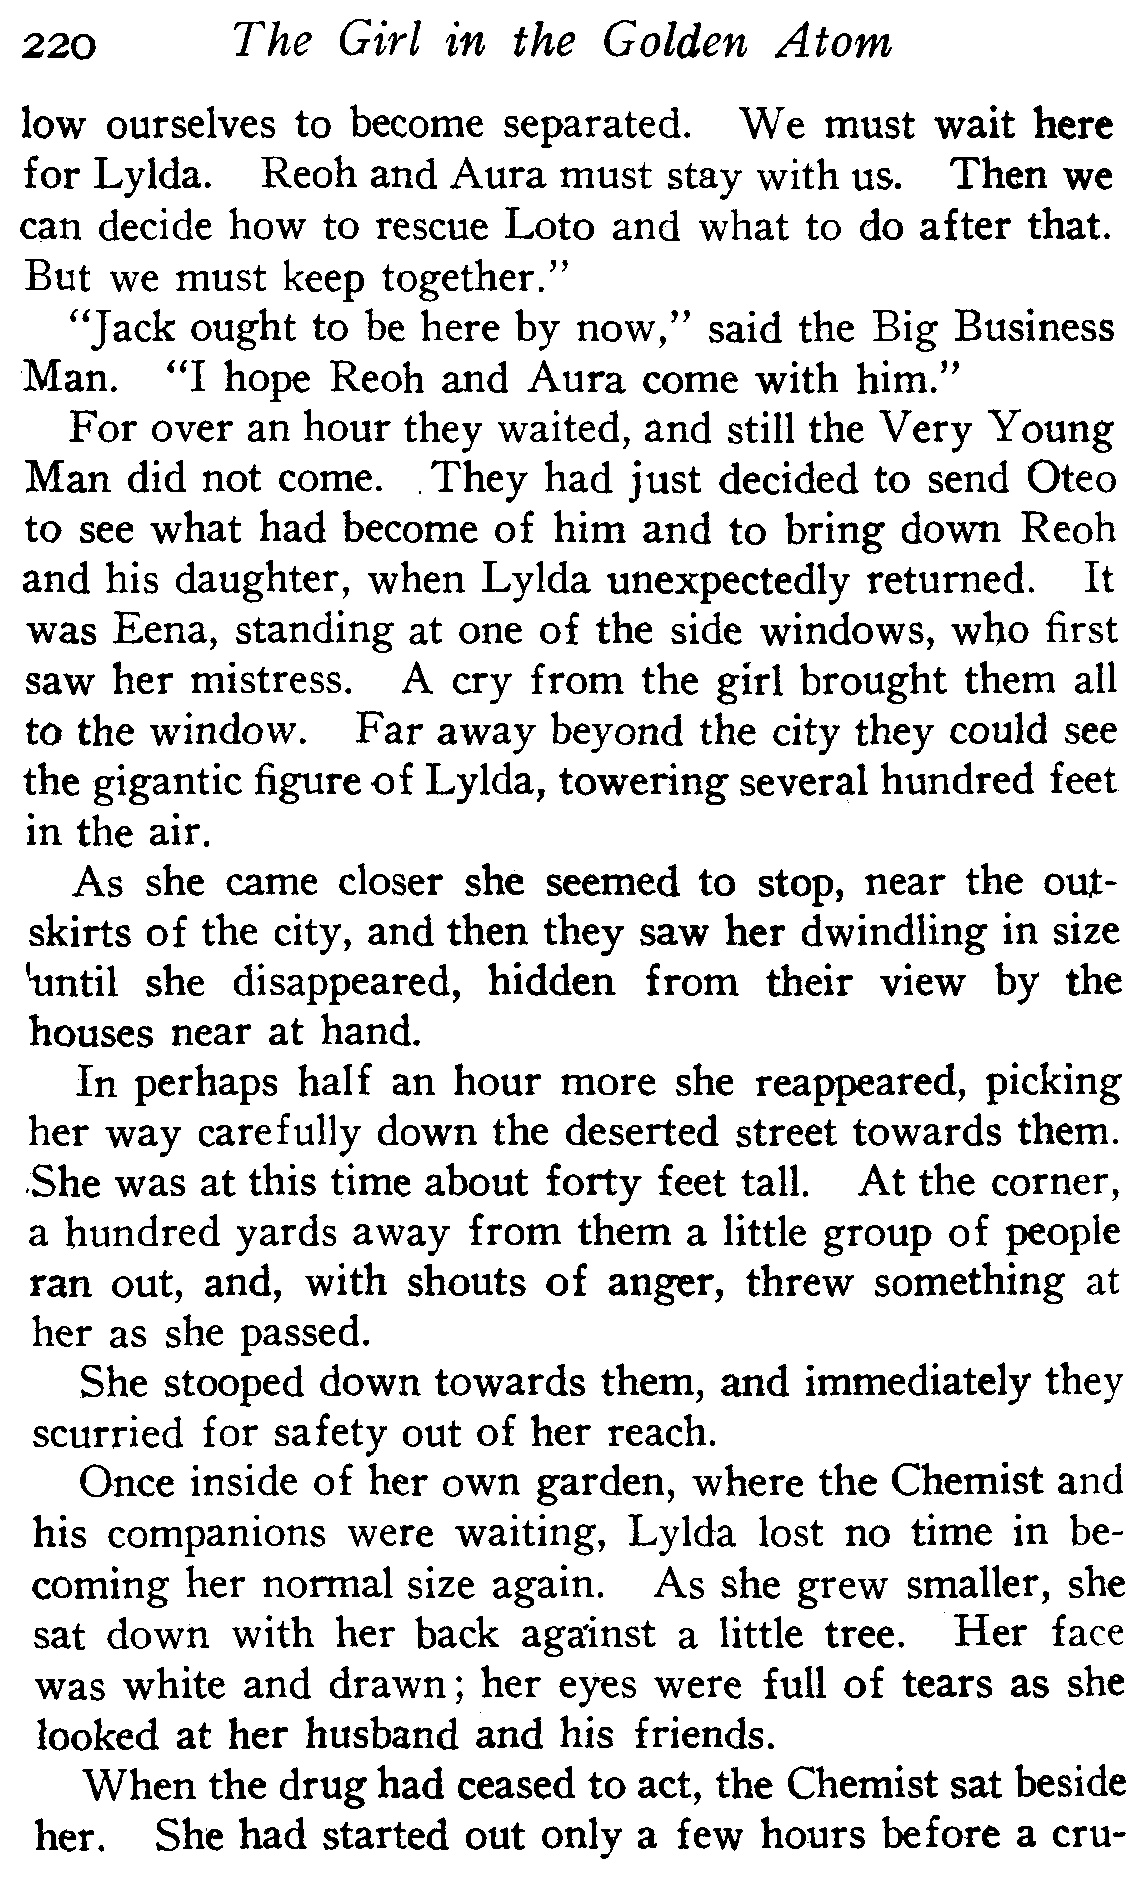 220 The Girl in the Golden Atom
low ourselves to become separated. We must wait here
for Lylda. Reoh and Aura must stay with us. Then we
can decide how to rescue Loto and what to do after that.
But we must keep together."
"Jack ought to be here by now," said the Big Business
Man. "I hope Reoh and Aura come with him."
For over an hour they waited, and still the Very Young
Man did not come. They had just decided to send Oteo
to see what had become of him and to bring down Reoh
and his daughter, when Lylda unexpectedly returned. It
was Eena, standing at one of the side windows, who first
saw her mistress. A cry from the girl brought them all
to the window. Far away beyond the city they could see
the gigantic figure of Lylda, towering several hundred feet
in the air.
As she came closer she seemed to stop, near the out-
skirts of the city, and then they saw her dwindling in size
until she disappeared, hidden from their view by the
houses near at hand.
In perhaps half an hour more she reappeared, picking
her way carefully down the deserted street towards them.
She was at this time about forty feet tall. At the corner,
a hundred yards away from them a little group of people
ran out, and, with shouts of anger, threw something at
her as she passed.
She stooped down towards them, and immediately they
scurried for safety out of her reach.
Once inside of her own garden, where the Chemist and
his companions were waiting, Lylda lost no time in be-
coming her normal size again. As she grew smaller, she
sat down with her back against a little tree. Her face
was white and drawn; her eyes were full of tears as she
looked at her husband and his friends.
When the drug had ceased to act, the Chemist sat beside
her. She had started out only a few hours before a cru-